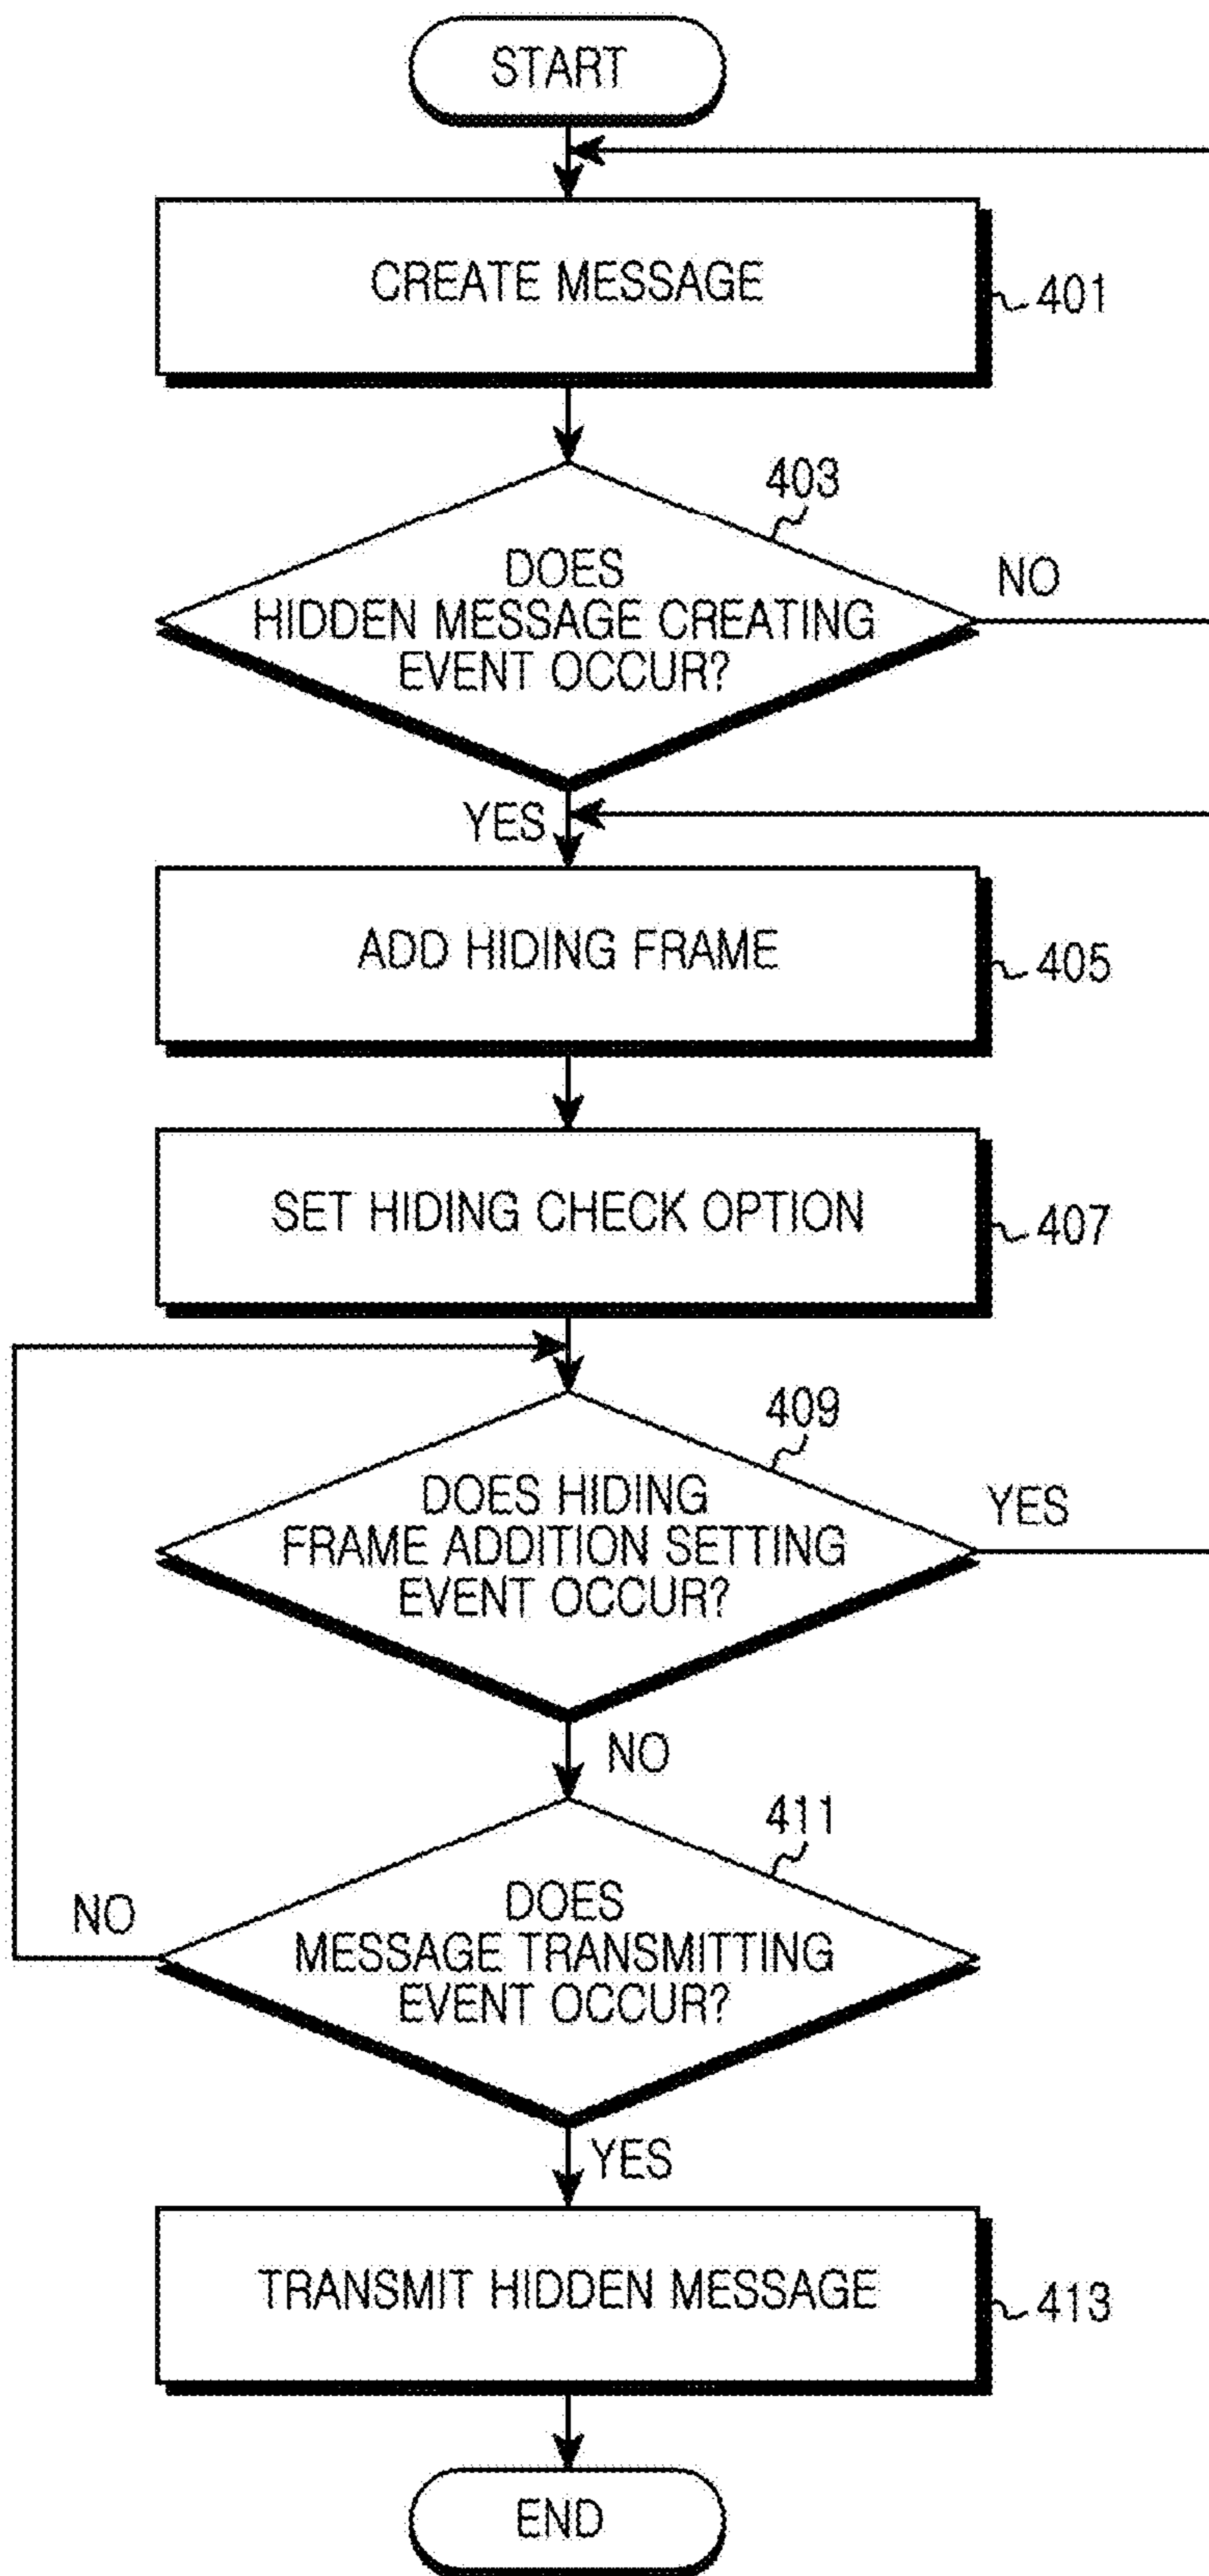 START
CREATE MESSAGE
401
403
DOES
HIDDEN MESSAGE CREATING
EVENT OCCUR?
NO
YES
ADD HIDING FRAME
405
SET HIDING CHECK OPTION
407
409
DOES HIDING
FRAME ADDITION SETTING
EVENT OCCUR?
YES
NO
411
DOES
MESSAGE TRANSMITTING
EVENT OCCUR?
NO
YES
TRANSMIT HIDDEN MESSAGE
413
END